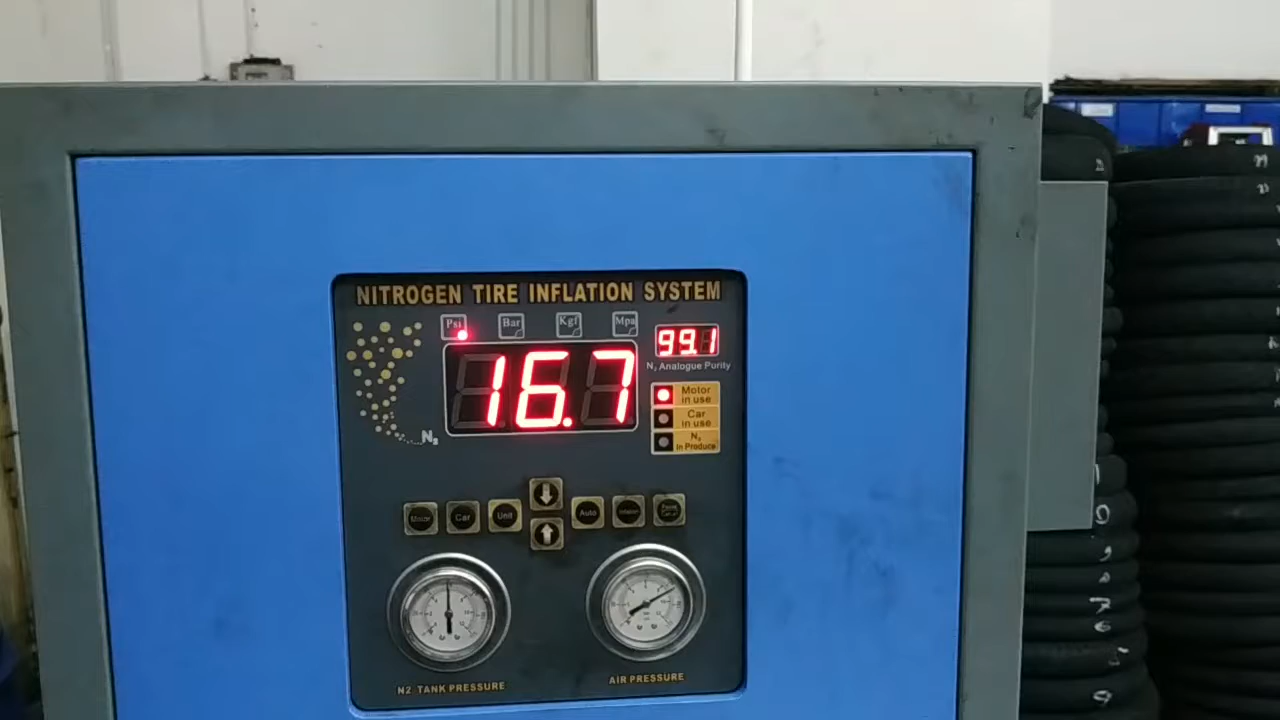 NITROGEN TIRE INFLATION SYSTEM
Psi
Bar
Kgf
Mpa
99.1
N₂ Analogue Purity
16.7
Motor
in use
Car
in use
N₂
In Produce
N₂
Motor
Car
Unit
Auto
N2 TANK PRESSURE
AIR PRESSURE